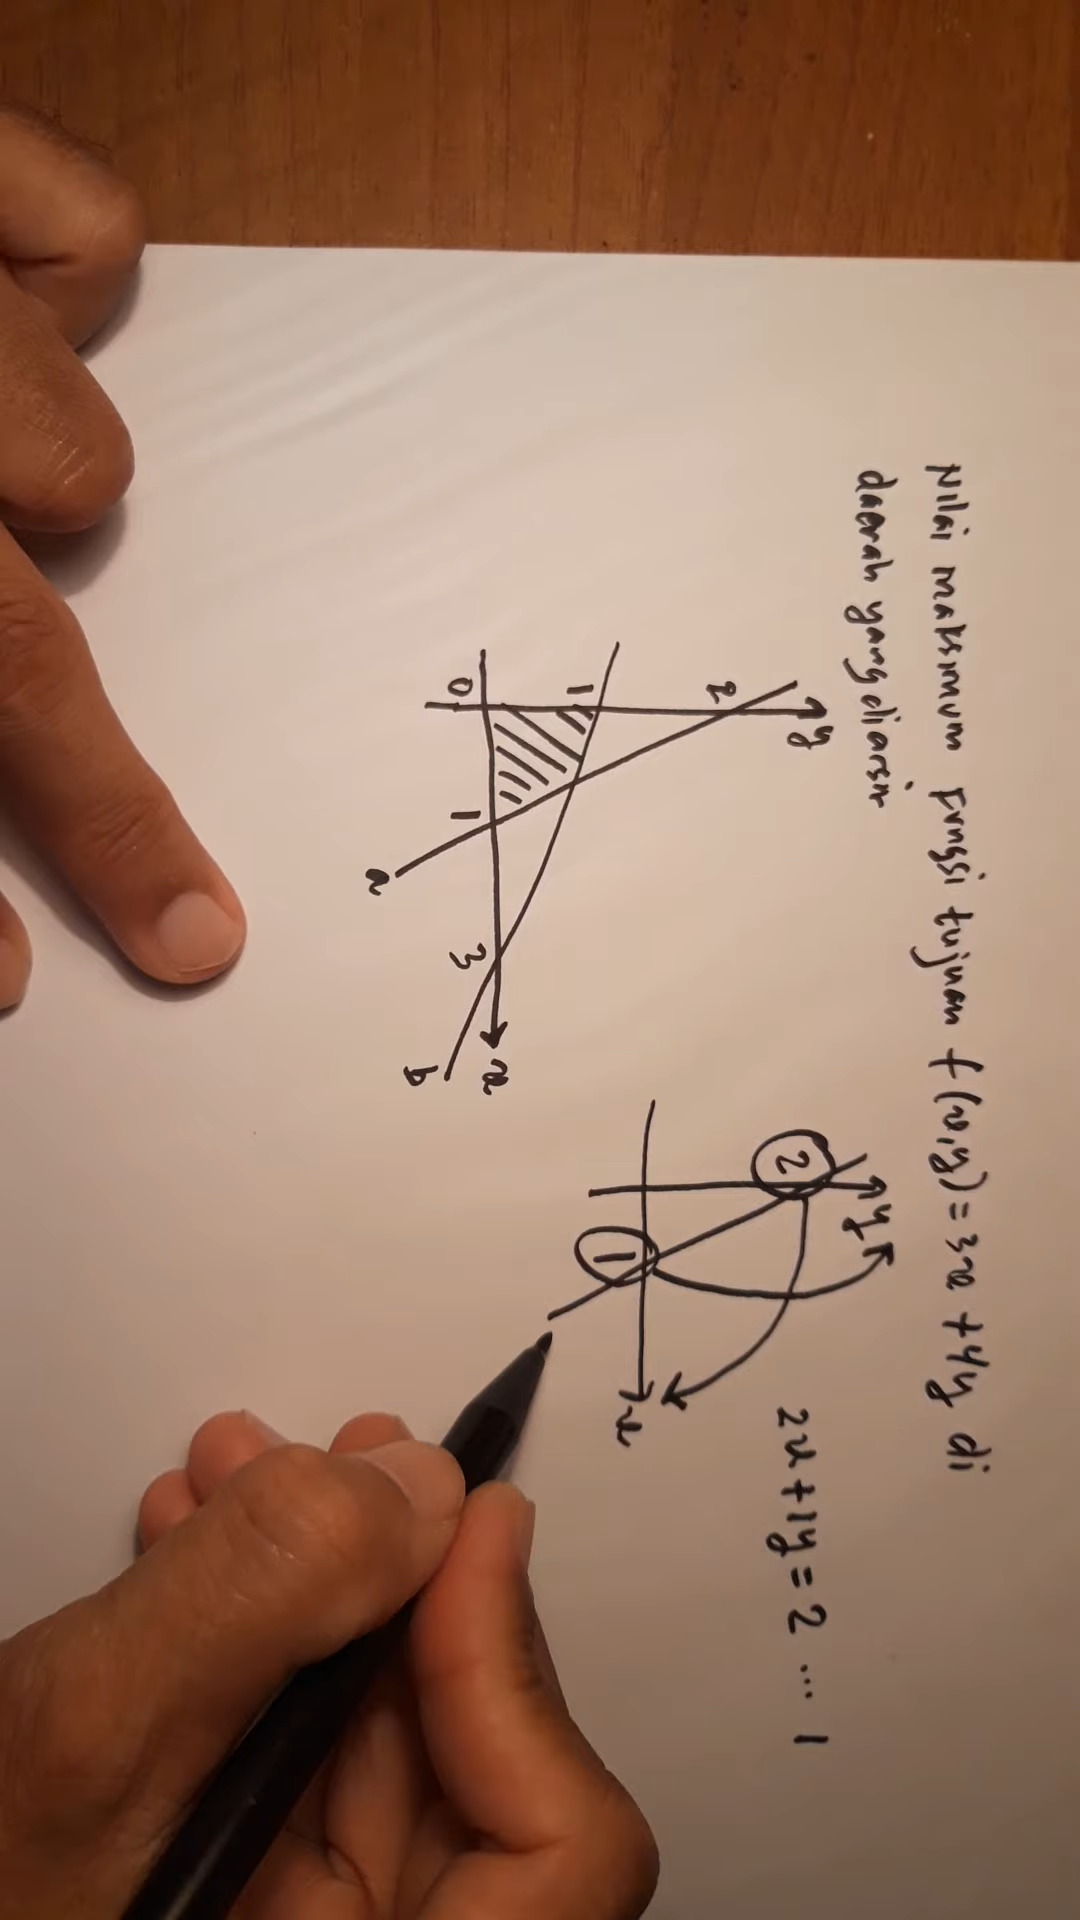 Nilai maksimum Fungsi tujuan f(x,y) = 3x + 4y di
daerah yang diarsir
y
2
1
0
1
3
x
a
b
y
2
1
x
2x + 1y = 2 ... 1